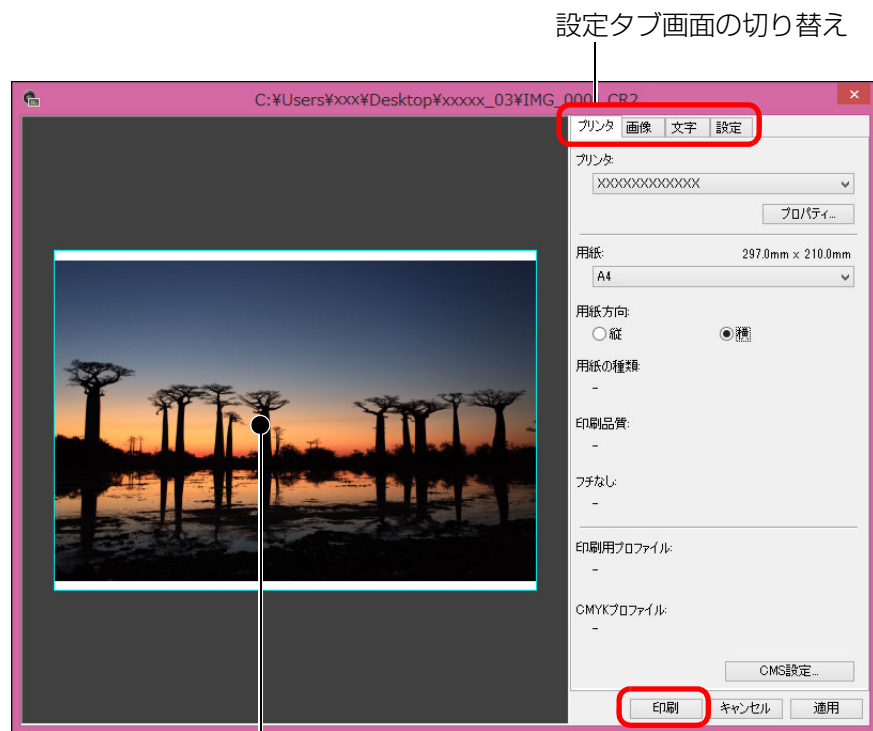 設定タブ画面の切り替え
C:¥Users¥xxx¥Desktop¥xxxxx_03¥IMG_000 CR2
プリンタ 画像 文字 設定
プリンタ:
XXXXXXXXXXXXX
プロパティ...
用紙: 297.0mm × 210.0mm
A4
用紙方向:
縦 横
用紙の種類:
-
印刷品質:
-
フチなし:
-
印刷用プロファイル:
-
CMYKプロファイル:
-
CMS設定...
印刷 キャンセル 適用